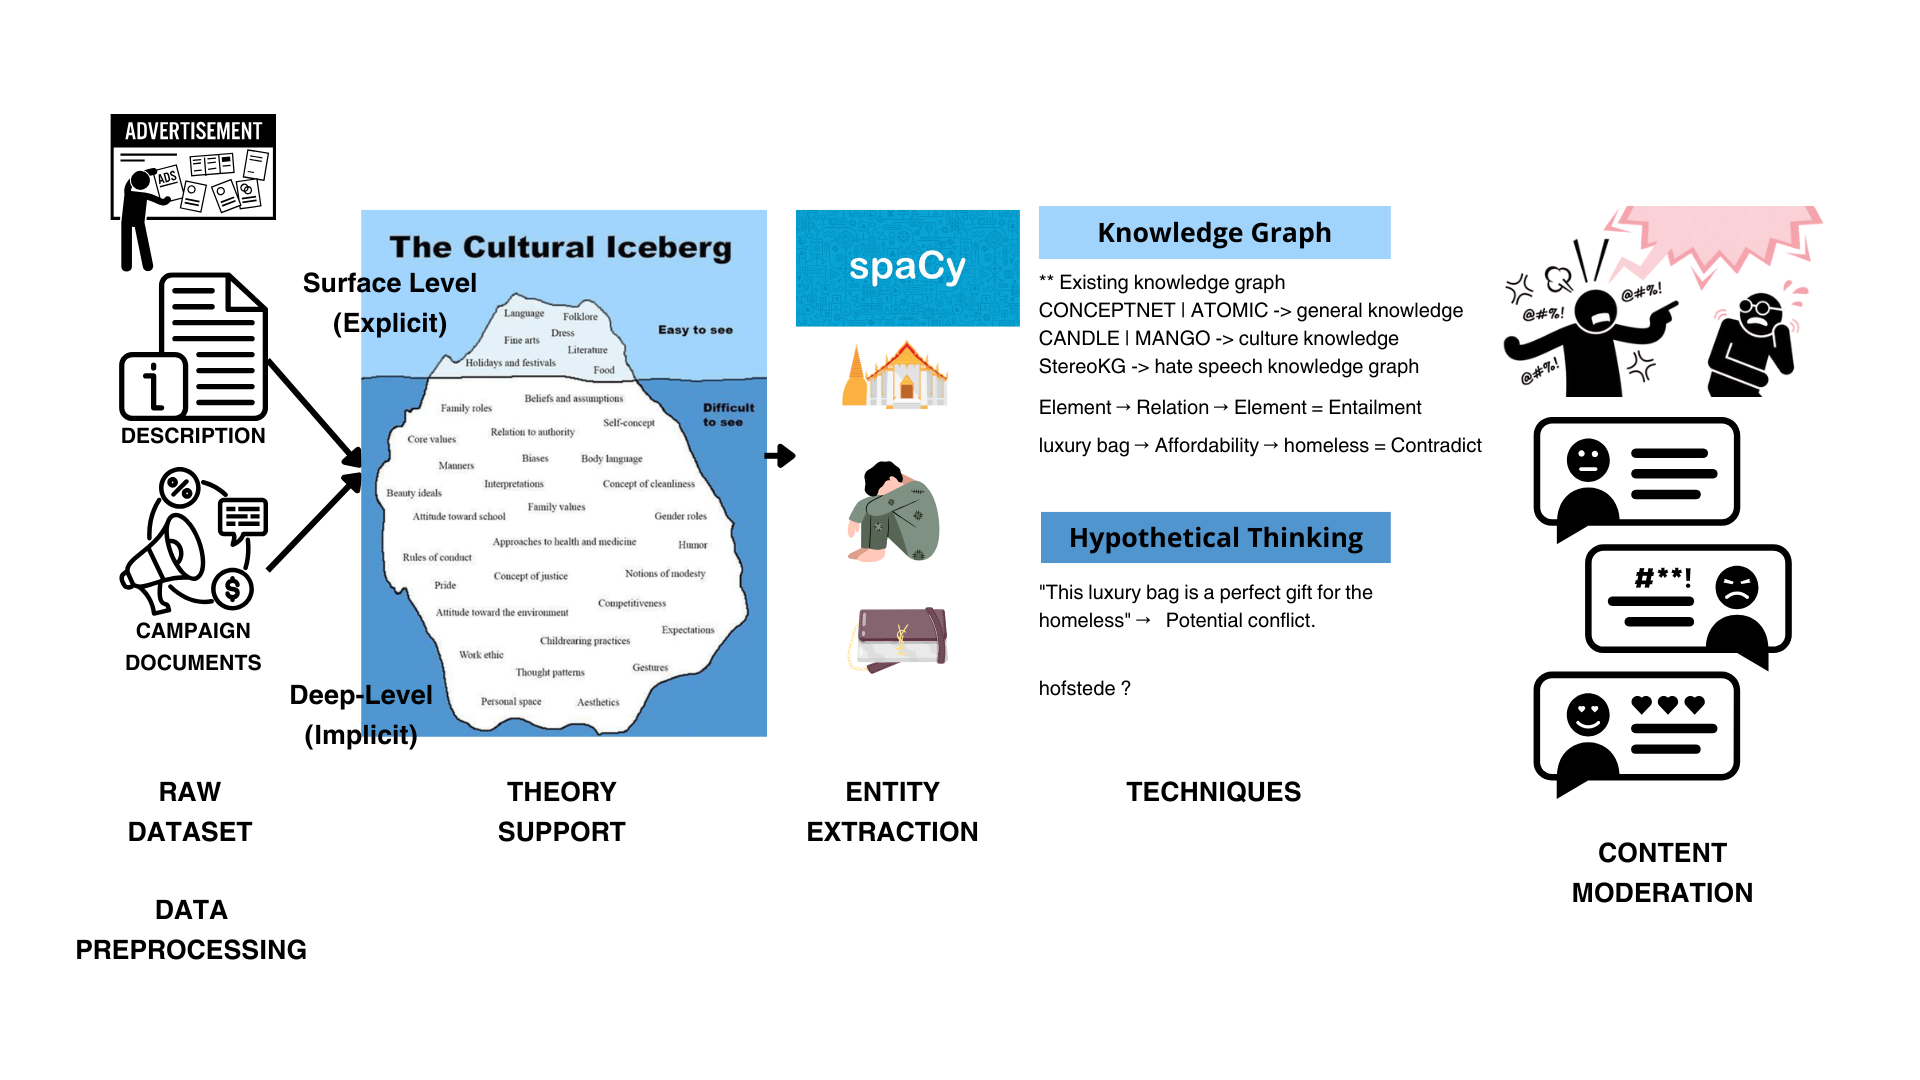 ADVERTISEMENT
ADS
DESCRIPTION
%
$
CAMPAIGN
DOCUMENTS
RAW
DATASET
DATA
PREPROCESSING
The Cultural Iceberg
Surface Level
(Explicit)
Easy to see
Language
Folklore
Dress
Fine arts
Literature
Holidays and festivals
Food
Difficult
to see
Beliefs and assumptions
Family roles
Self-concept
Core values
Relation to authority
Biases
Body language
Manners
Interpretations
Concept of cleanliness
Beauty ideals
Family values
Attitude toward school
Gender roles
Approaches to health and medicine
Humor
Rules of conduct
Concept of justice
Notions of modesty
Pride
Attitude toward the environment
Competitiveness
Childrearing practices
Expectations
Work ethic
Thought patterns
Gestures
Personal space
Aesthetics
Deep-Level
(Implicit)
THEORY
SUPPORT
spaCy
ENTITY
EXTRACTION
Knowledge Graph
** Existing knowledge graph
CONCEPTNET | ATOMIC -> general knowledge
CANDLE | MANGO -> culture knowledge
StereoKG -> hate speech knowledge graph
Element → Relation → Element = Entailment
luxury bag → Affordability → homeless = Contradict
Hypothetical Thinking
"This luxury bag is a perfect gift for the
homeless" → Potential conflict.
hofstede ?
TECHNIQUES
@#%!
@#%!
@#%!
#**!
CONTENT
MODERATION